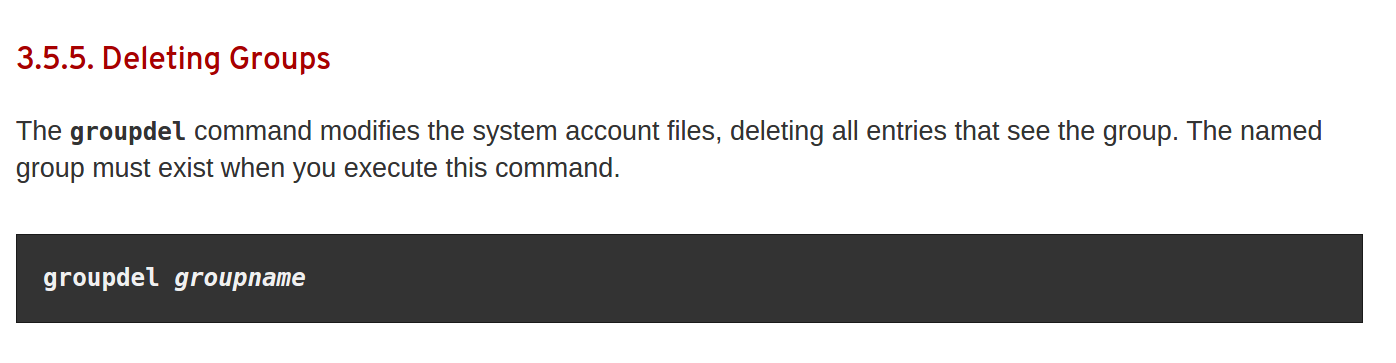 3.5.5. Deleting Groups
The groupdel command modifies the system account files, deleting all entries that see the group. The named
group must exist when you execute this command.
groupdel groupname